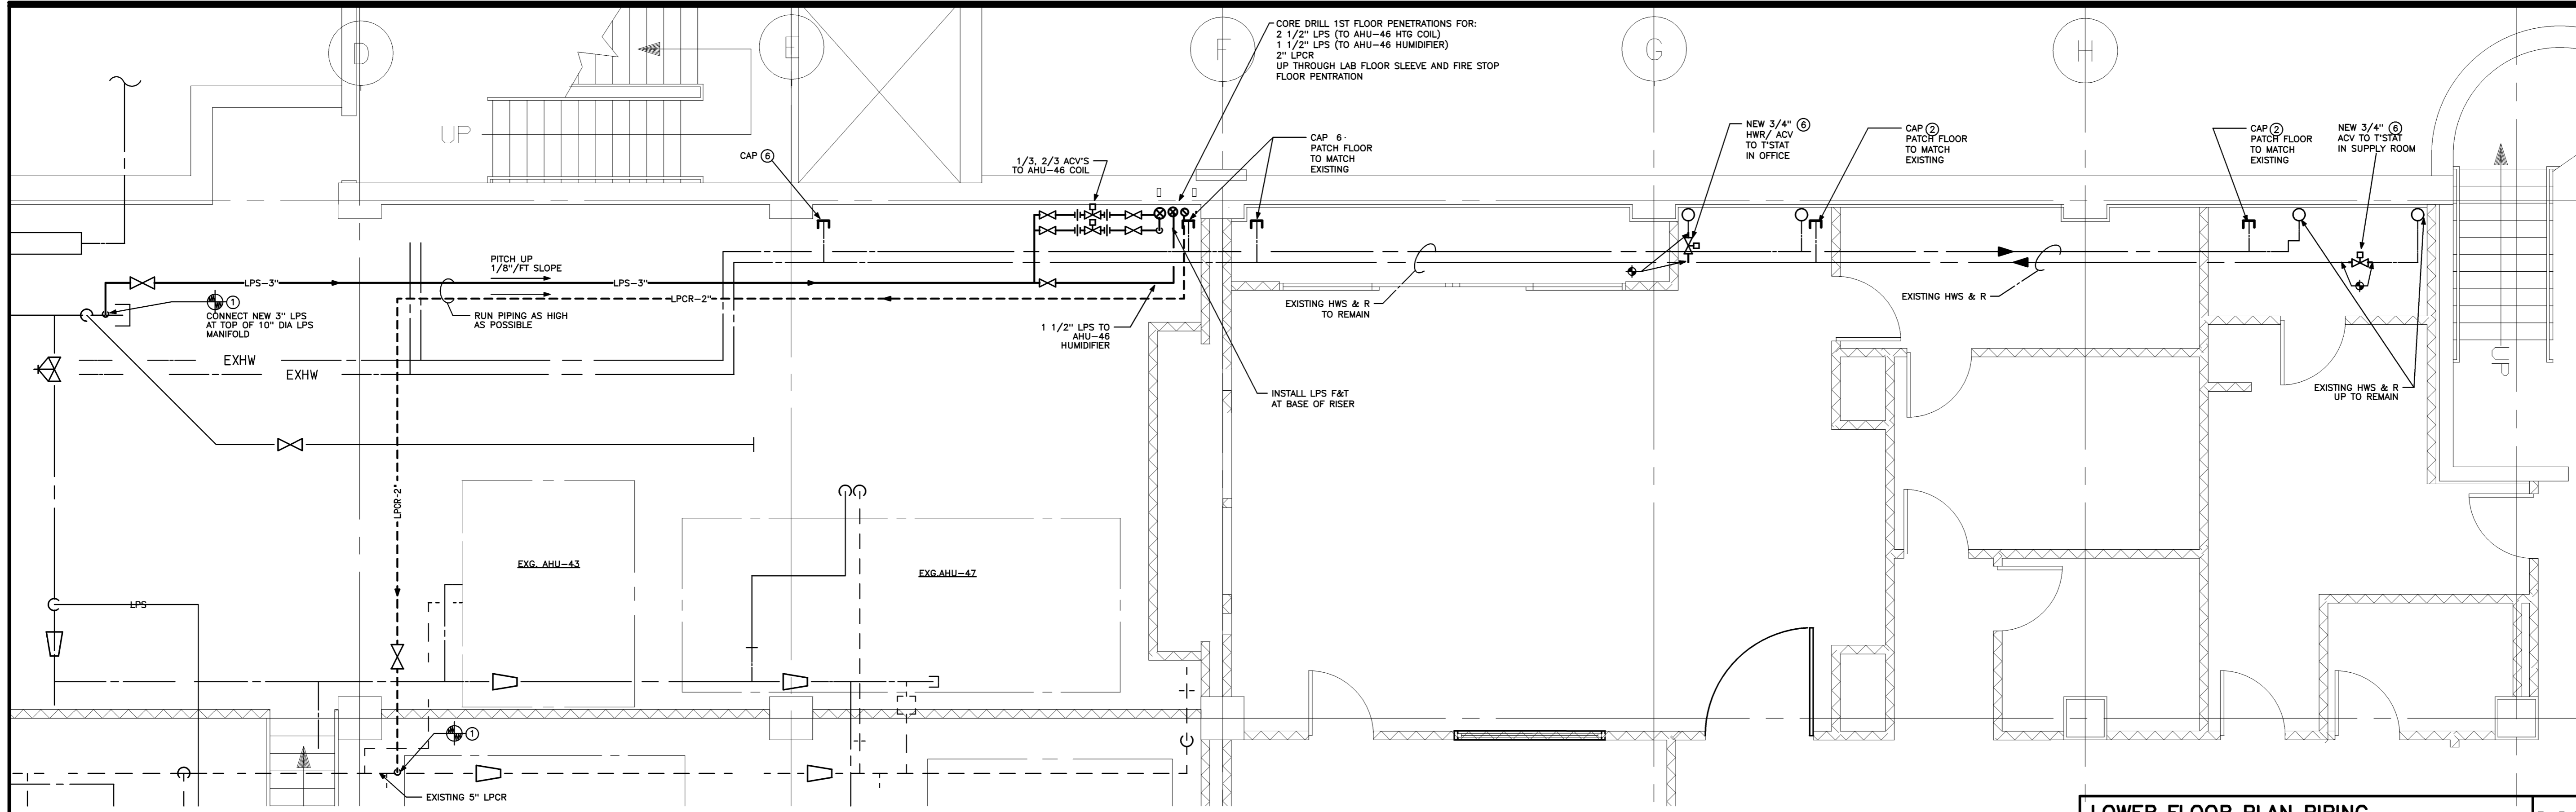 CORE DRILL 1ST FLOOR PENETRATIONS FOR:
2 1/2" LPS (TO AHU-46 HTG COIL)
1 1/2" LPS (TO AHU-46 HUMIDIFIER)
2" LPCR
UP THROUGH LAB FLOOR SLEEVE AND FIRE STOP
FLOOR PENTRATION
D
E
F
G
H
UP
CAP 6
1/3, 2/3 ACV'S
TO AHU-46 COIL
CAP 6
PATCH FLOOR
TO MATCH
EXISTING
NEW 3/4" 6
HWR/ ACV
TO T'STAT
IN OFFICE
CAP 2
PATCH FLOOR
TO MATCH
EXISTING
CAP 2
PATCH FLOOR
TO MATCH
EXISTING
NEW 3/4" 6
ACV TO T'STAT
IN SUPPLY ROOM
PITCH UP
1/8"/FT SLOPE
LPS-3"
LPS-3"
LPCR-2"
1
CONNECT NEW 3" LPS
AT TOP OF 10" DIA LPS
MANIFOLD
RUN PIPING AS HIGH
AS POSSIBLE
1 1/2" LPS TO
AHU-46
HUMIDIFIER
EXISTING HWS & R
TO REMAIN
EXISTING HWS & R
EXHW
EXHW
UP
INSTALL LPS F&T
AT BASE OF RISER
EXISTING HWS & R
UP TO REMAIN
LPCR-2"
EXG. AHU-43
EXG.AHU-47
LPS
1
EXISTING 5" LPCR
LOWER FLOOR PLAN PIPING